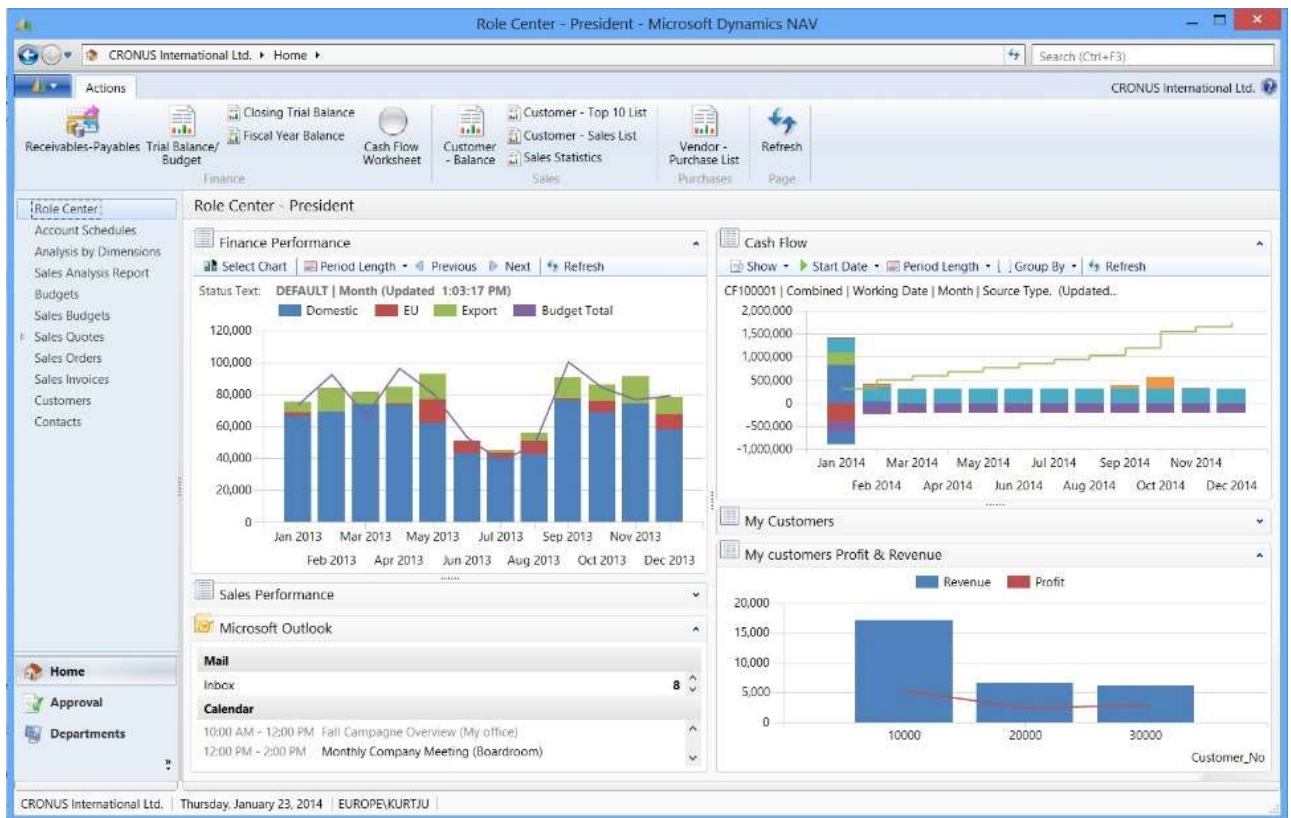 Role Center - President - Microsoft Dynamics NAV
CRONUS International Ltd. ▸ Home ▸
Search (Ctrl+F3)
Actions
CRONUS International Ltd.
Receivables-Payables
Trial Balance/
Budget
Closing Trial Balance
Fiscal Year Balance
Cash Flow
Worksheet
Finance
Customer
- Balance
Customer - Top 10 List
Customer - Sales List
Sales Statistics
Sales
Vendor -
Purchase List
Purchases
Refresh
Page
Role Center
Account Schedules
Analysis by Dimensions
Sales Analysis Report
Budgets
Sales Budgets
Sales Quotes
Sales Orders
Sales Invoices
Customers
Contacts
Home
Approval
Departments
Role Center - President
Finance Performance
Select Chart Period Length Previous Next Refresh
Status Text: DEFAULT | Month (Updated 1:03:17 PM)
Domestic EU Export Budget Total
120,000
100,000
80,000
60,000
40,000
20,000
0
Jan 2013 Mar 2013 May 2013 Jul 2013 Sep 2013 Nov 2013
Feb 2013 Apr 2013 Jun 2013 Aug 2013 Oct 2013 Dec 2013
Sales Performance
Microsoft Outlook
Mail
Inbox 8
Calendar
10:00 AM - 12:00 PM Fall Campagne Overview (My office)
12:00 PM - 2:00 PM Monthly Company Meeting (Boardroom)
Cash Flow
Show Start Date Period Length Group By Refresh
CF100001 | Combined | Working Date | Month | Source Type. (Updated...
2,000,000
1,500,000
1,000,000
500,000
0
-500,000
-1,000,000
Jan 2014 Mar 2014 May 2014 Jul 2014 Sep 2014 Nov 2014
Feb 2014 Apr 2014 Jun 2014 Aug 2014 Oct 2014 Dec 2014
My Customers
My customers Profit & Revenue
Revenue Profit
20,000
15,000
10,000
5,000
0
10000 20000 30000
Customer_No
CRONUS International Ltd. Thursday, January 23, 2014 EUROPE\KURTJU